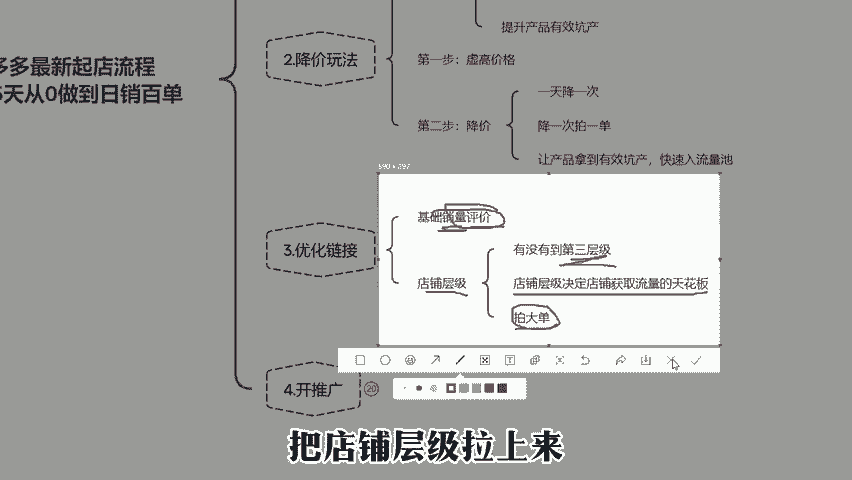 提升产品有效坑产
2.降价玩法
第一步：虚高价格
多多最新起店流程
天从0做到日销百单
一天降一次
第二步：降价
降一次拍一单
让产品拿到有效坑产，快速入流量池
基础销量评价
3.优化链接
有没有到第三层级
店铺层级
店铺层级决定店铺获取流量的天花板
拍大单
4.开推广
20
把店铺层级拉上来